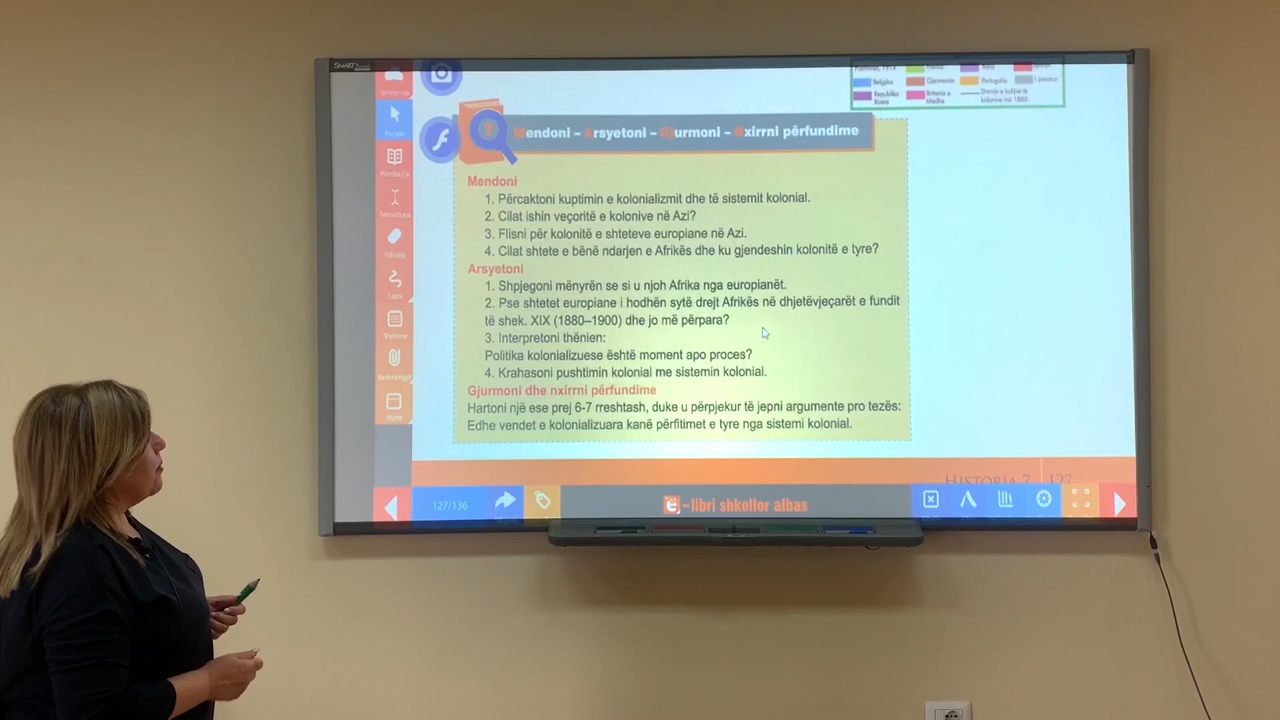 SMART
Belgjika
Gjermania
Portugalia
I pavarur
Britania e
Madhe
kolonive më 1880
Mendoni – Arsyetoni – Gjurmoni – Nxirrni përfundime
Mendoni
1. Përcaktoni kuptimin e kolonializmit dhe të sistemit kolonial.
2. Cilat ishin veçoritë e kolonive në Azi?
3. Flisni për kolonitë e shteteve europiane në Azi.
4. Cilat shtete e bënë ndarjen e Afrikës dhe ku gjendeshin kolonitë e tyre?
Arsyetoni
1. Shpjegoni mënyrën se si u njoh Afrika nga europianët.
2. Pse shtetet europiane i hodhën sytë drejt Afrikës në dhjetëvjeçarët e fundit
të shek. XIX (1880–1900) dhe jo më përpara?
3. Interpretoni thënien:
Politika kolonializuese është moment apo proces?
4. Krahasoni pushtimin kolonial me sistemin kolonial.
Gjurmoni dhe nxirrni përfundime
Hartoni një ese prej 6-7 rreshtash, duke u përpjekur të jepni argumente pro tezës:
Edhe vendet e kolonializuara kanë përfitimet e tyre nga sistemi kolonial.
HISTORIA 7 127
127/136
e-libri shkollor albas